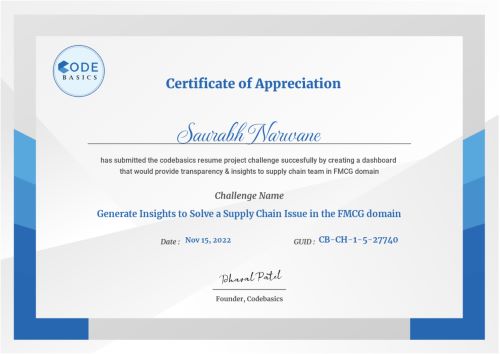 CODE
BASICS
Certificate of Appreciation
Saurabh Narwane
has submitted the codebasics resume project challenge succesfully by creating a dashboard
that would provide transparency & insights to supply chain team in FMCG domain
Challenge Name
Generate Insights to Solve a Supply Chain Issue in the FMCG domain
Date : Nov 15, 2022 GUID : CB-CH-1-5-27740
Dhaval Patel
Founder, Codebasics